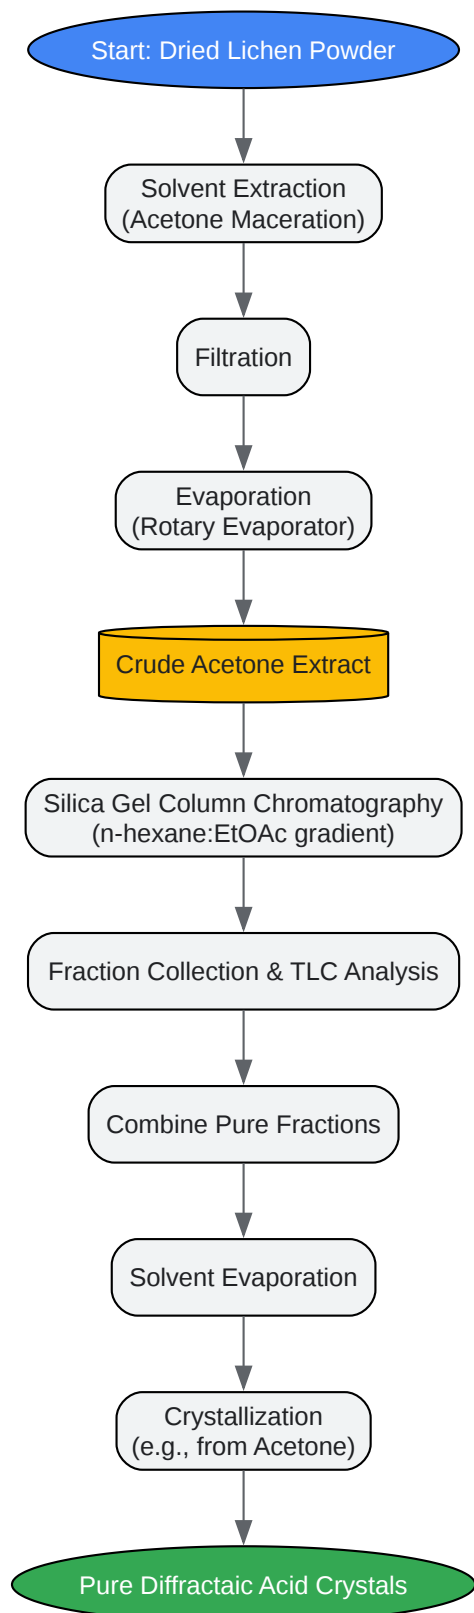 Start: Dried Lichen Powder
Solvent Extraction
(Acetone Maceration)
Filtration
Evaporation
(Rotary Evaporator)
Crude Acetone Extract
Silica Gel Column Chromatography
(n-hexane:EtOAc gradient)
Fraction Collection & TLC Analysis
Combine Pure Fractions
Solvent Evaporation
Crystallization
(e.g., from Acetone)
Pure Diffractaic Acid Crystals